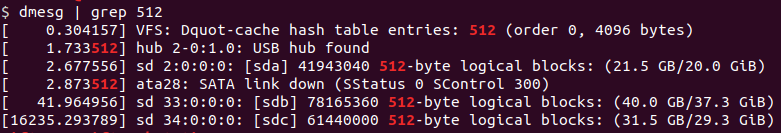 $ dmesg | grep 512
[    0.304157] VFS: Dquot-cache hash table entries: 512 (order 0, 4096 bytes)
[    1.733512] hub 2-0:1.0: USB hub found
[    2.677556] sd 2:0:0:0: [sda] 41943040 512-byte logical blocks: (21.5 GB/20.0 GiB)
[    2.873512] ata28: SATA link down (SStatus 0 SControl 300)
[   41.964956] sd 33:0:0:0: [sdb] 78165360 512-byte logical blocks: (40.0 GB/37.3 GiB)
[16235.293789] sd 34:0:0:0: [sdc] 61440000 512-byte logical blocks: (31.5 GB/29.3 GiB)